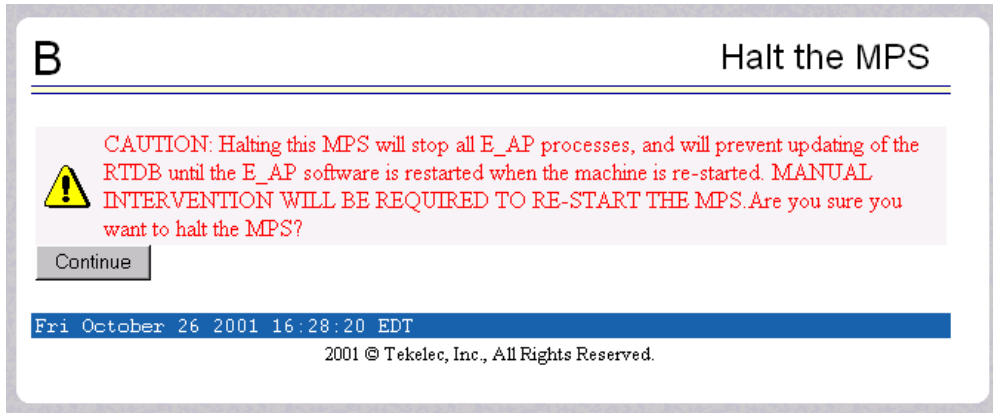 B
Halt the MPS
CAUTION: Halting this MPS will stop all E_AP processes, and will prevent updating of the
RTDB until the E_AP software is restarted when the machine is re-started. MANUAL
INTERVENTION WILL BE REQUIRED TO RE-START THE MPS.Are you sure you
want to halt the MPS?
Continue
Fri October 26 2001 16:28:20 EDT
2001 © Tekelec, Inc., All Rights Reserved.